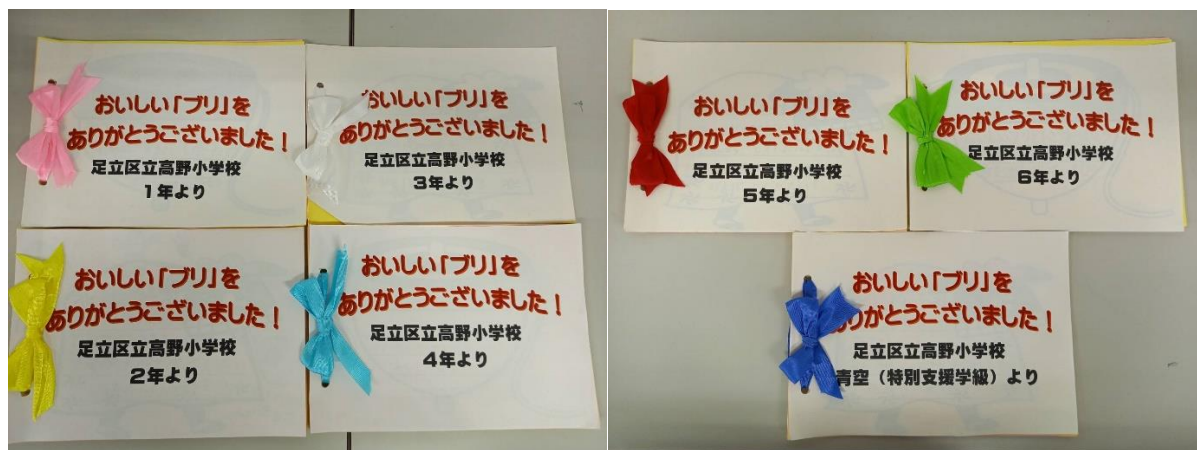 おいしい「ブリ」を
ありがとうございました！
足立区立高野小学校
1年より
おいしい「ブリ」を
ありがとうございました！
足立区立高野小学校
3年より
おいしい「ブリ」を
ありがとうございました！
足立区立高野小学校
2年より
おいしい「ブリ」を
ありがとうございました！
足立区立高野小学校
4年より
おいしい「ブリ」を
ありがとうございました！
足立区立高野小学校
5年より
おいしい「ブリ」を
ありがとうございました！
足立区立高野小学校
6年より
おいしい「ブリ」を
ありがとうございました！
足立区立高野小学校
青空（特別支援学級）より